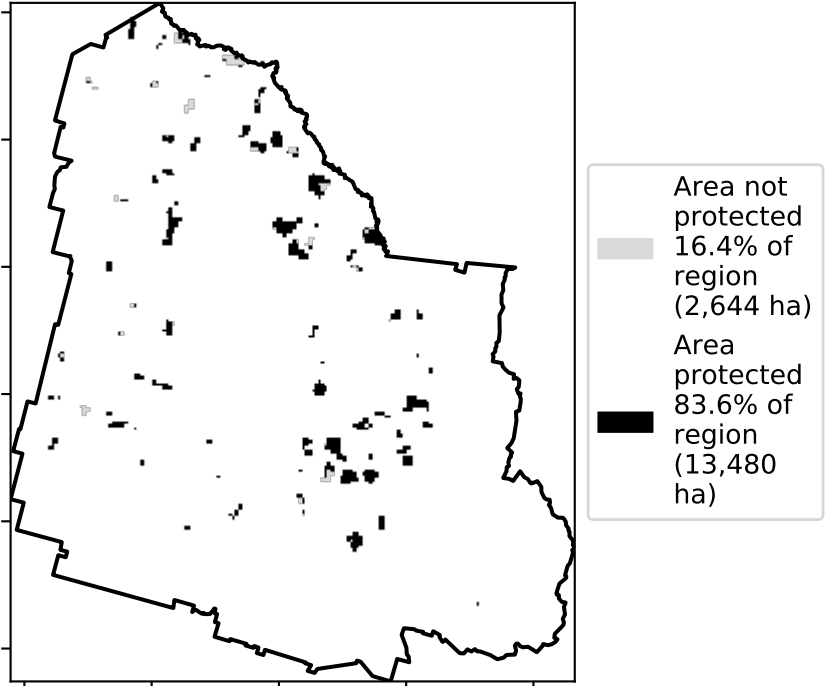 Area not
protected
16.4% of
region
(2,644 ha)
Area
protected
83.6% of
region
(13,480
ha)